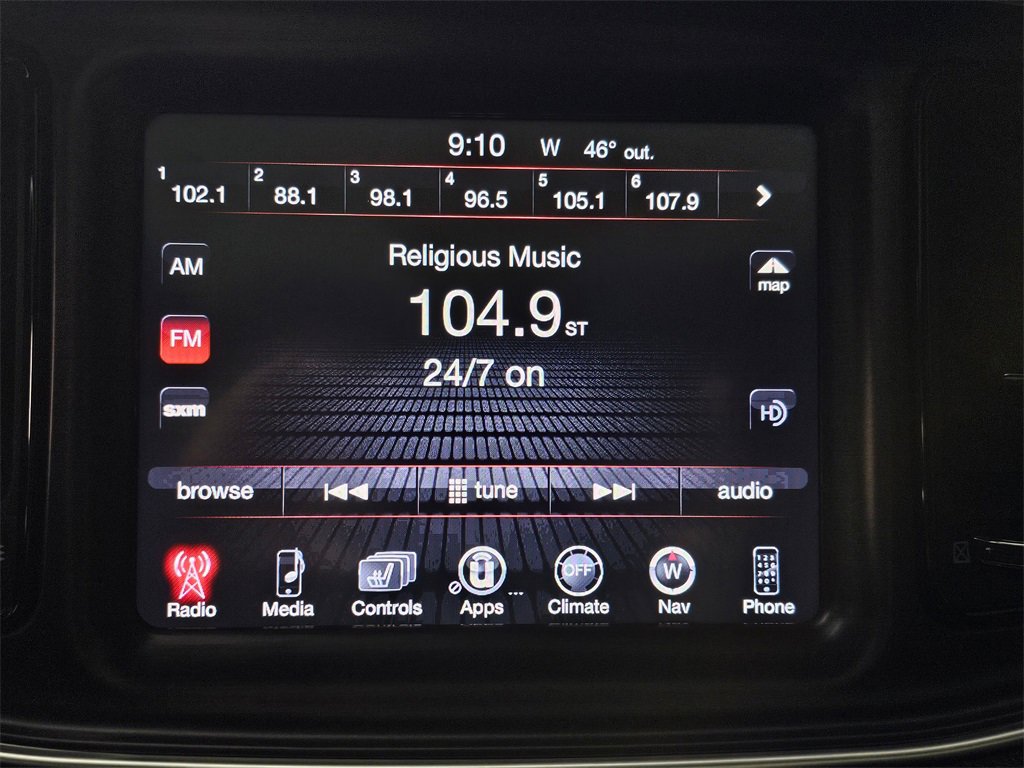 9:10 W 46° out.
1 102.1 2 88.1 3 98.1 4 96.5 5 105.1 6 107.9
Religious Music
AM
map
104.9 ST
FM
24/7 on
sxm
HD
browse tune audio
OFF W
Radio Media Controls Apps Climate Nav Phone